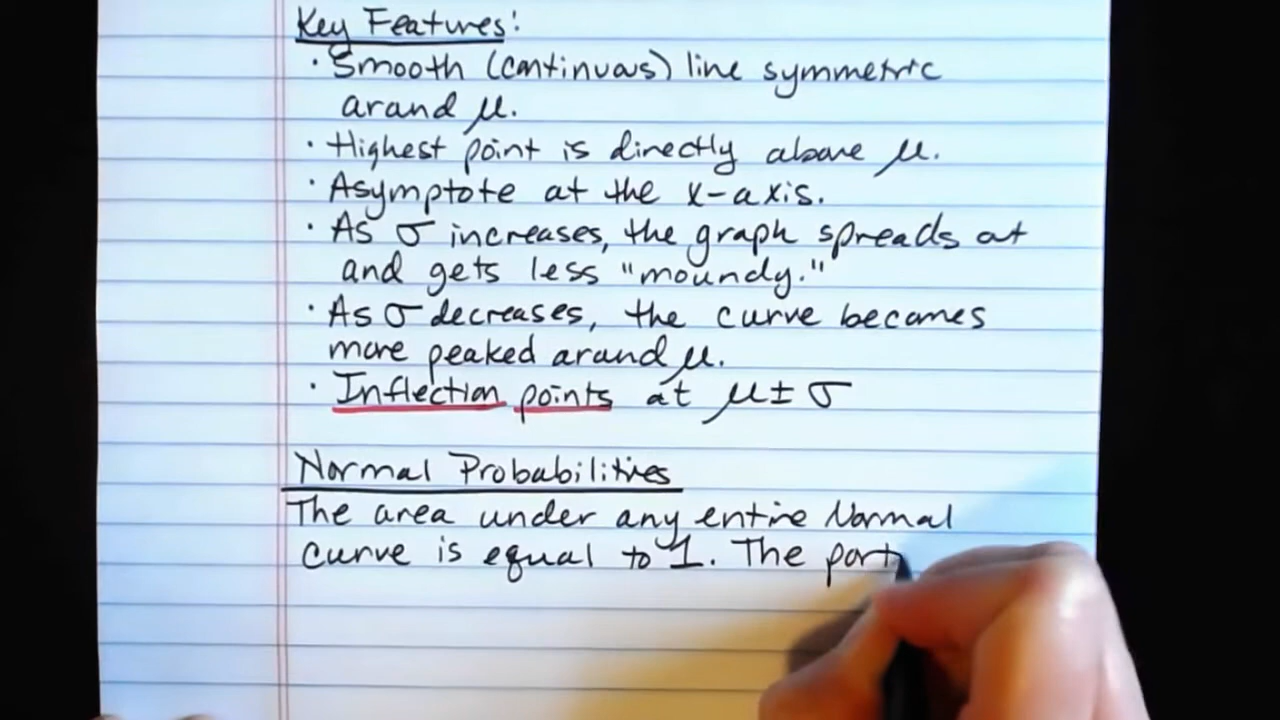 Key Features:
· Smooth (continuous) line symmetric
around μ.
· Highest point is directly above μ.
· Asymptote at the x-axis.
· As σ increases, the graph spreads out
and gets less "moundy."
· As σ decreases, the curve becomes
more peaked around μ.
· Inflection points at μ ± σ
Normal Probabilities
The area under any entire Normal
curve is equal to 1. The port